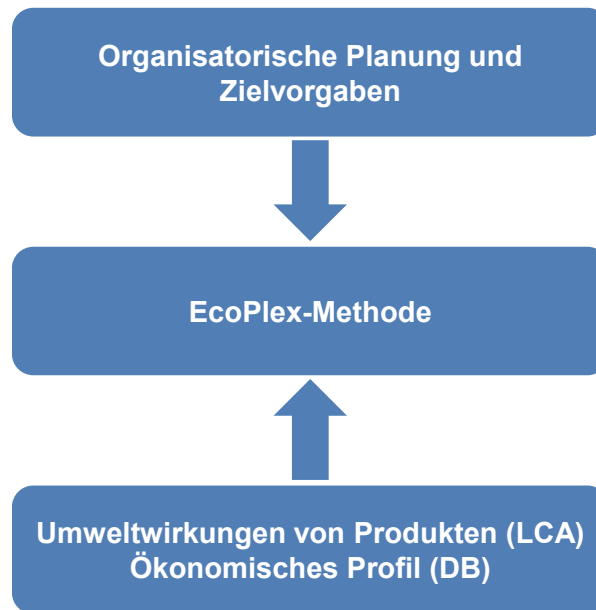 Organisatorische Planung und
Zielvorgaben
EcoPlex-Methode
Umweltwirkungen von Produkten (LCA)
Ökonomisches Profil (DB)